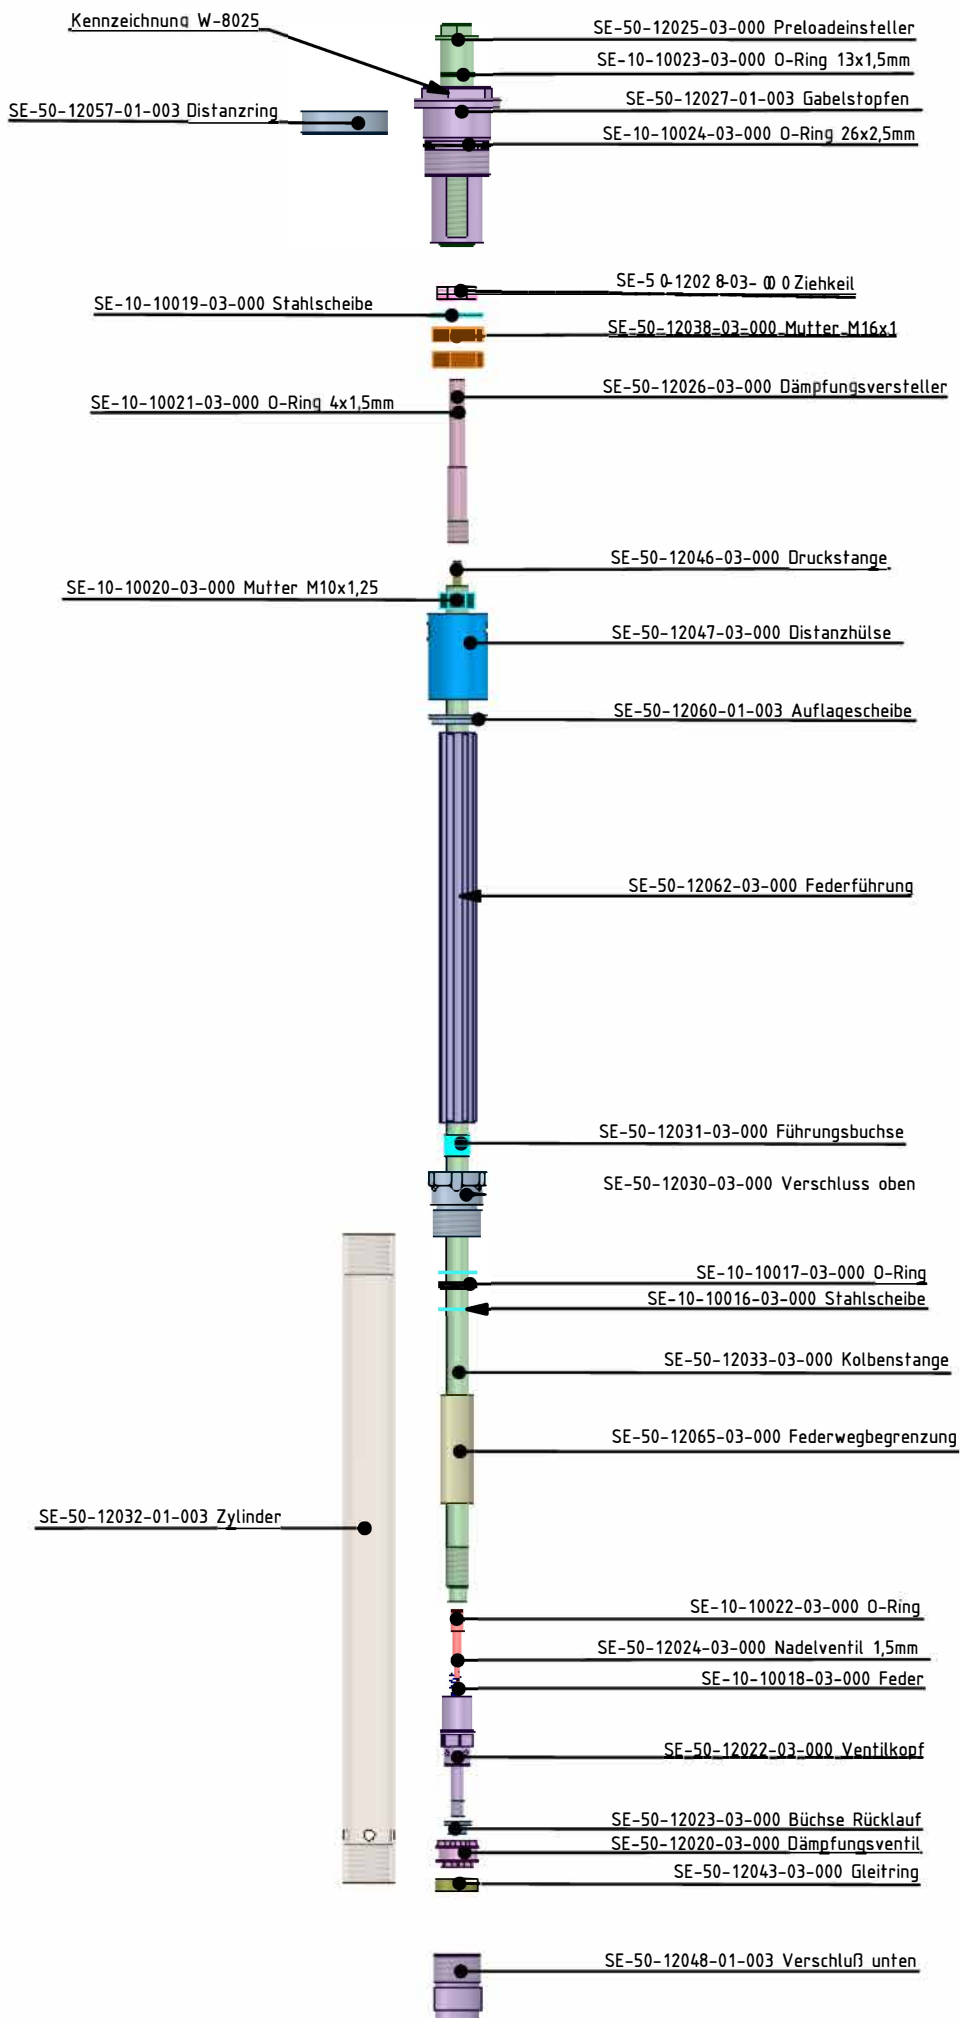 Kennzeichnung W-8025
SE-50-12025-03-000 Preloadeinsteller
SE-10-10023-03-000 O-Ring 13x1,5mm
SE-50-12027-01-003 Gabelstopfen
SE-50-12057-01-003 Distanzring
SE-10-10024-03-000 O-Ring 26x2,5mm
SE-50-12028-03-000 Ziehkeil
SE-10-10019-03-000 Stahlscheibe
SE-50-12038-03-000 Mutter M16x1
SE-50-12026-03-000 Dämpfungsversteller
SE-10-10021-03-000 O-Ring 4x1,5mm
SE-50-12046-03-000 Druckstange
SE-10-10020-03-000 Mutter M10x1,25
SE-50-12047-03-000 Distanzhülse
SE-50-12060-01-003 Auflagescheibe
SE-50-12062-03-000 Federführung
SE-50-12031-03-000 Führungsbuchse
SE-50-12030-03-000 Verschluss oben
SE-10-10017-03-000 O-Ring
SE-10-10016-03-000 Stahlscheibe
SE-50-12033-03-000 Kolbenstange
SE-50-12065-03-000 Federwegbegrenzung
SE-50-12032-01-003 Zylinder
SE-10-10022-03-000 O-Ring
SE-50-12024-03-000 Nadelventil 1,5mm
SE-10-10018-03-000 Feder
SE-50-12022-03-000 Ventilkopf
SE-50-12023-03-000 Büchse Rücklauf
SE-50-12020-03-000 Dämpfungsventil
SE-50-12043-03-000 Gleitring
SE-50-12048-01-003 Verschluß unten